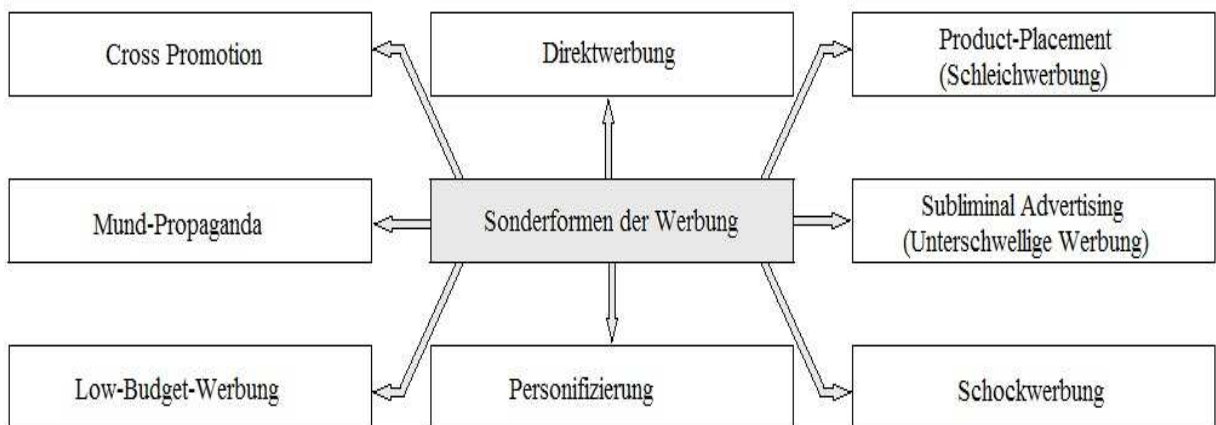 Cross Promotion
Direktwerbung
Product-Placement
(Schleichwerbung)
Mund-Propaganda
Sonderformen der Werbung
Subliminal Advertising
(Unterschwellige Werbung)
Low-Budget-Werbung
Personifizierung
Schockwerbung